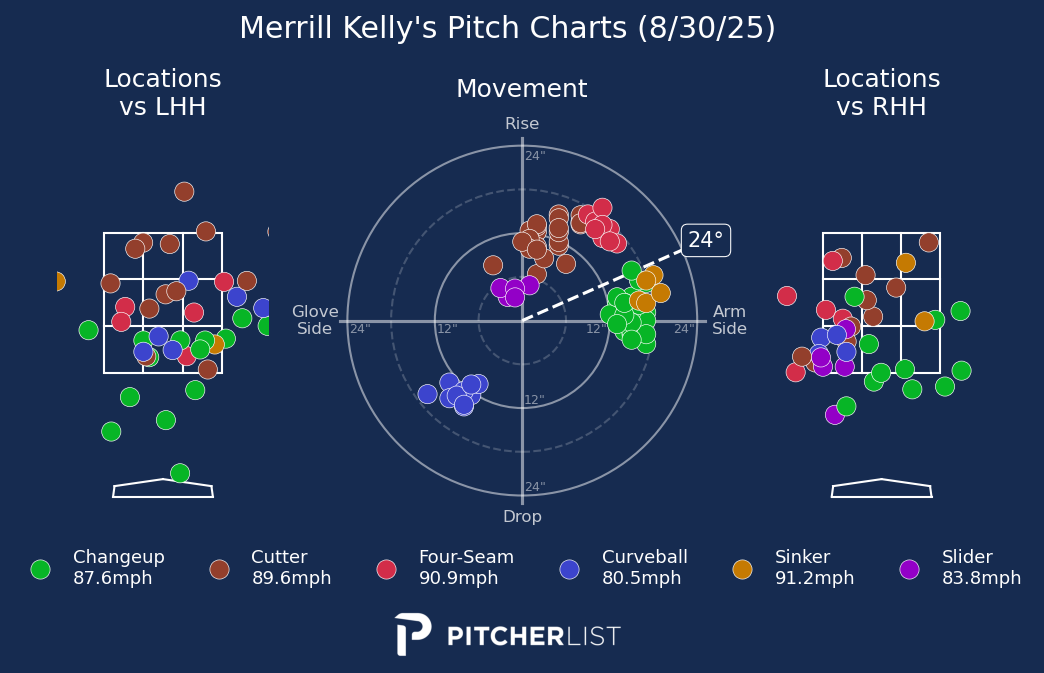 Merrill Kelly's Pitch Charts (8/30/25)
Locations
vs LHH
Movement
Locations
vs RHH
Rise
24"
24°
Glove
Side
24"
12"
12"
24"
Arm
Side
12"
24"
Drop
Changeup
87.6mph
Cutter
89.6mph
Four-Seam
90.9mph
Curveball
80.5mph
Sinker
91.2mph
Slider
83.8mph
PITCHERLIST